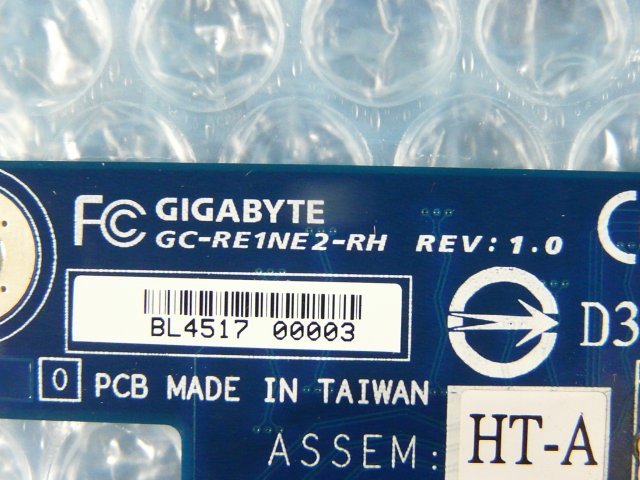 FC GIGABYTE
GC-RE1NE2-RH REV: 1.0
BL4517 00003
D3
0 PCB MADE IN TAIWAN
ASSEM: HT-A